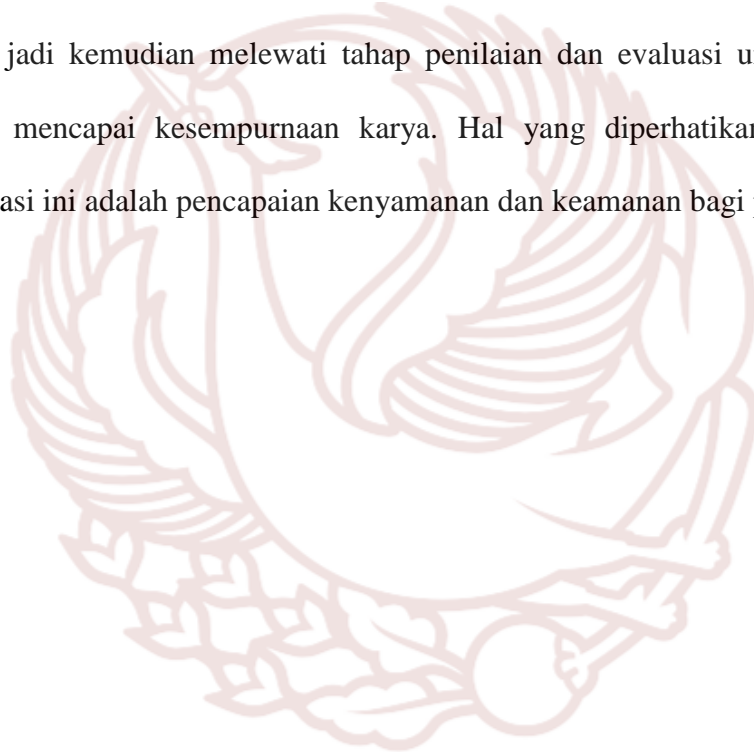 jadi kemudian melewati tahap penilaian dan evaluasi
mencapai kesempurnaan karya. Hal yang diperhatikan
ini adalah pencapaian kenyamanan dan keamanan bagi